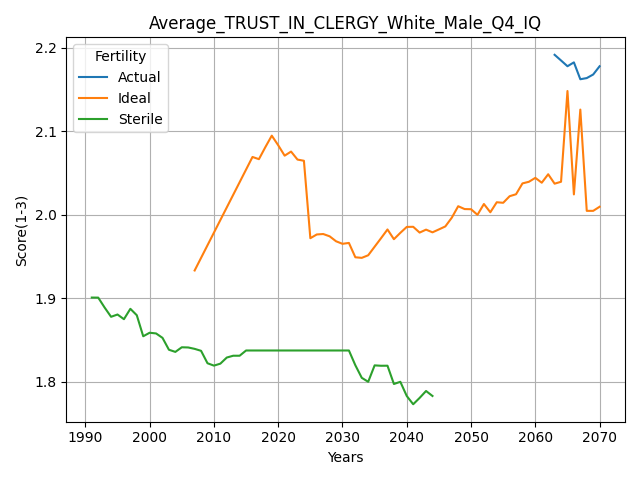 Average_TRUST_IN_CLERGY_White_Male_Q4_IQ
Fertility
Actual
Ideal
Sterile
Score(1-3)
2.2
2.1
2.0
1.9
1.8
1990 2000 2010 2020 2030 2040 2050 2060 2070
Years